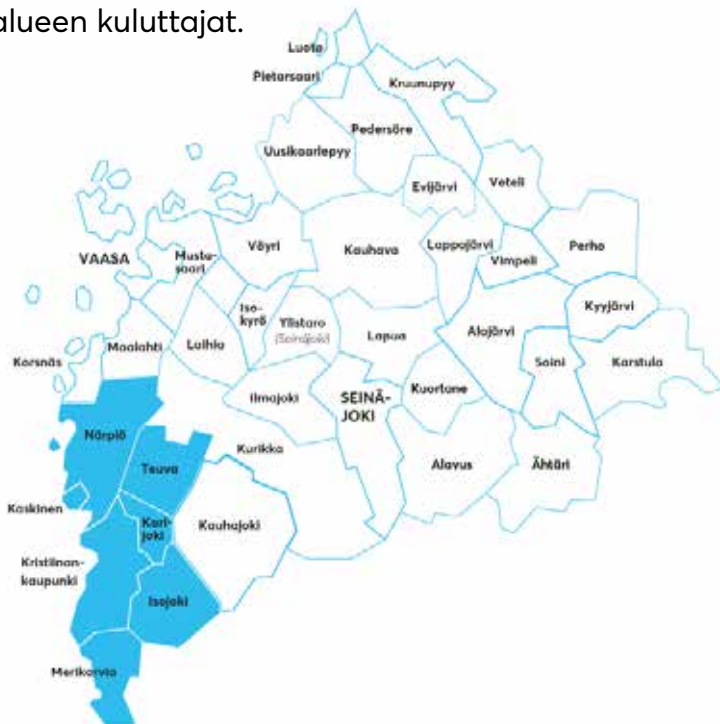 alueen kuluttajat.
Luoto
Pietarsaari
Kruunupyy
Pedersöre
Uusikaarlepyy
Evijärvi
Veteli
VAASA
Musta-
saari
Vöyri
Kauhava
Lappajärvi
Vimpeli
Perho
Iso-
kyrö
Ylistaro
(Seinäjoki)
Lapua
Alajärvi
Kyyjärvi
Korsnäs
Maalahti
Laihia
Soini
Karstula
Ilmajoki
SEINÄ-
JOKI
Kuortane
Närpiö
Kurikka
Teuva
Alavus
Ähtäri
Kaskinen
Kari-
joki
Kauhajoki
Kristiinan-
kaupunki
Isojoki
Merikarvia